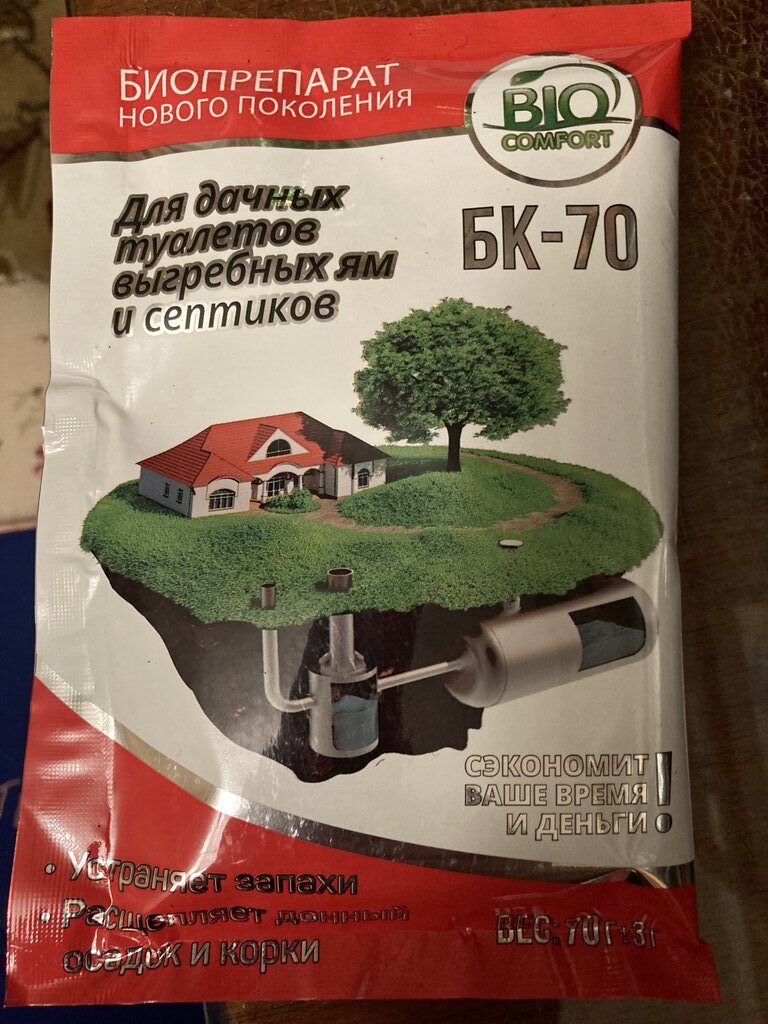 БИОПРЕПАРАТ
НОВОГО ПОКОЛЕНИЯ
BIO
COMFORT
Для дачных
туалетов
выгребных ям
и септиков
БК-70
СЭКОНОМИТ
ВАШЕ ВРЕМЯ
И ДЕНЬГИ!
• Устраняет запахи
• Расщепляет донный
осадок и корки
ВЕС: 70 г±3 г